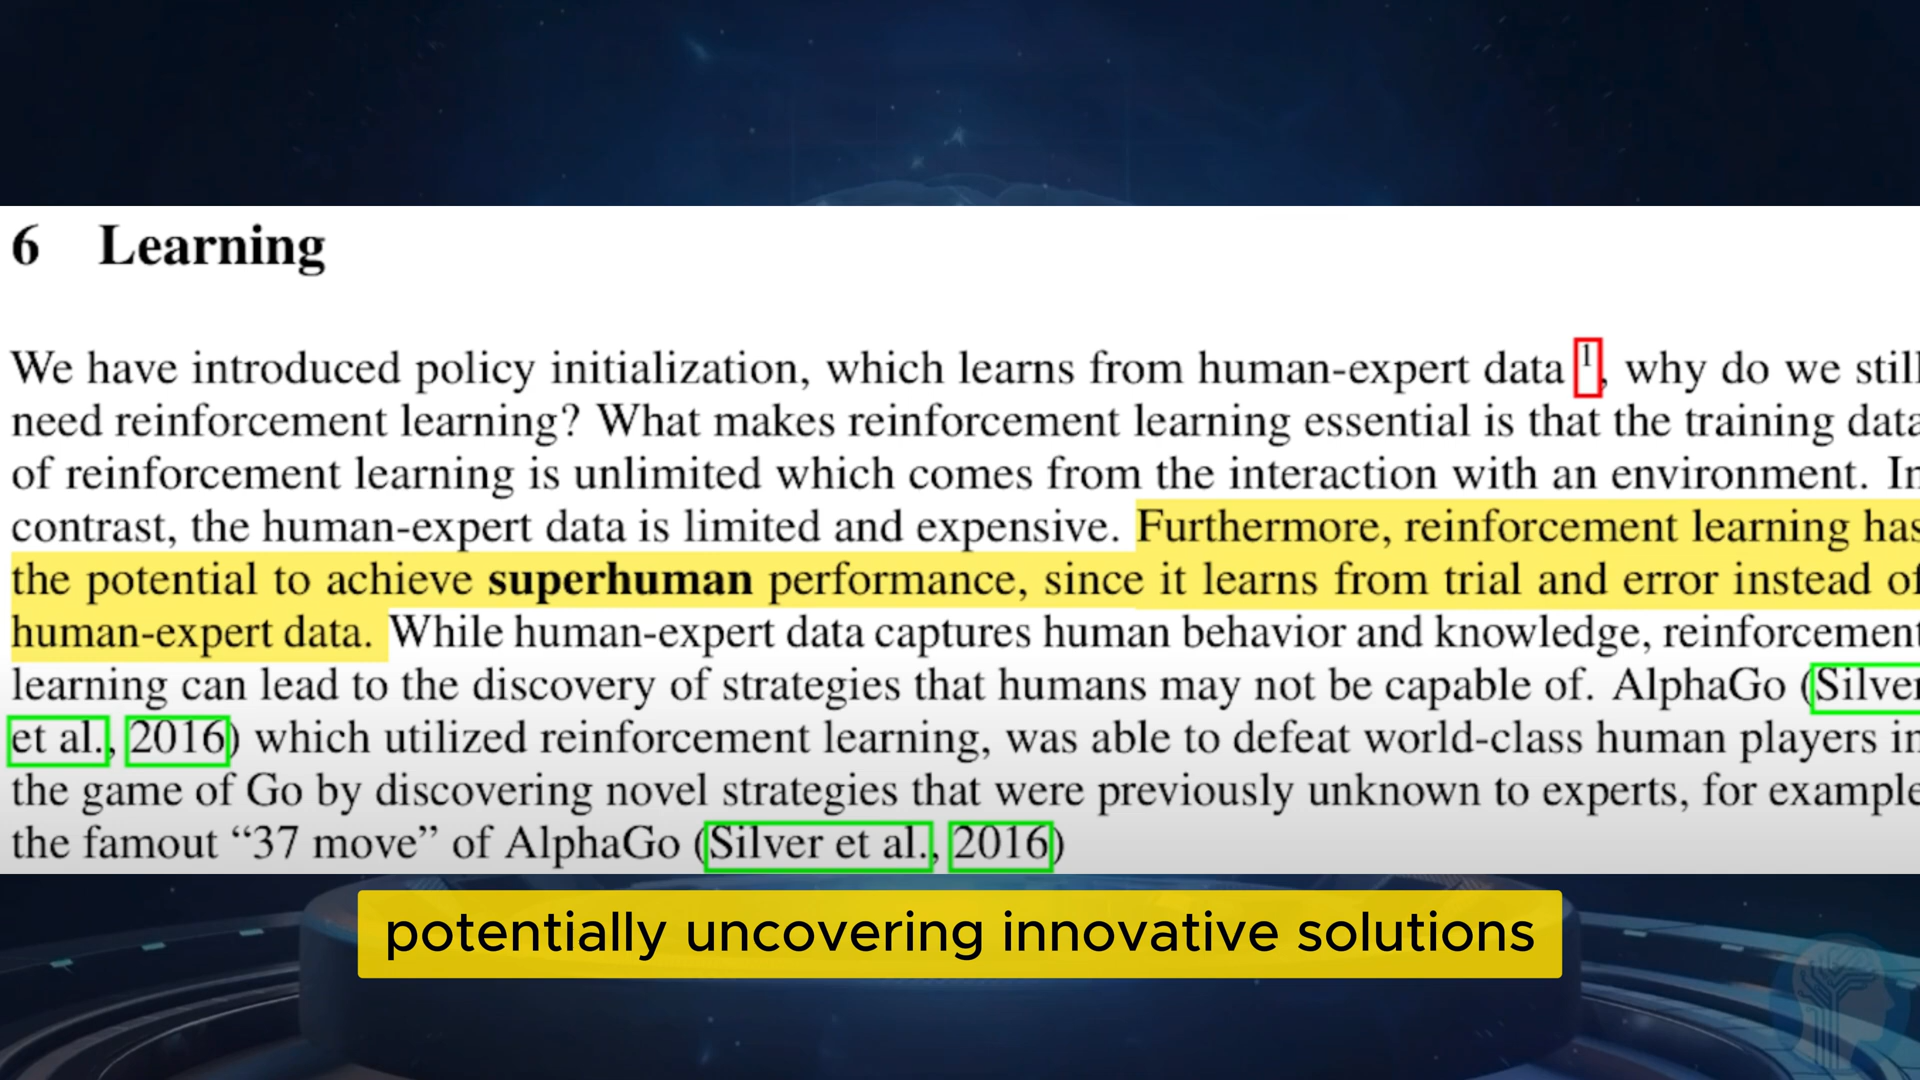 6 Learning
We have introduced policy initialization, which learns from human-expert data 1, why do we still
need reinforcement learning? What makes reinforcement learning essential is that the training data
of reinforcement learning is unlimited which comes from the interaction with an environment. In
contrast, the human-expert data is limited and expensive. Furthermore, reinforcement learning has
the potential to achieve superhuman performance, since it learns from trial and error instead of
human-expert data. While human-expert data captures human behavior and knowledge, reinforcement
learning can lead to the discovery of strategies that humans may not be capable of. AlphaGo (Silver
et al., 2016) which utilized reinforcement learning, was able to defeat world-class human players in
the game of Go by discovering novel strategies that were previously unknown to experts, for example
the famout “37 move” of AlphaGo (Silver et al., 2016)
potentially uncovering innovative solutions